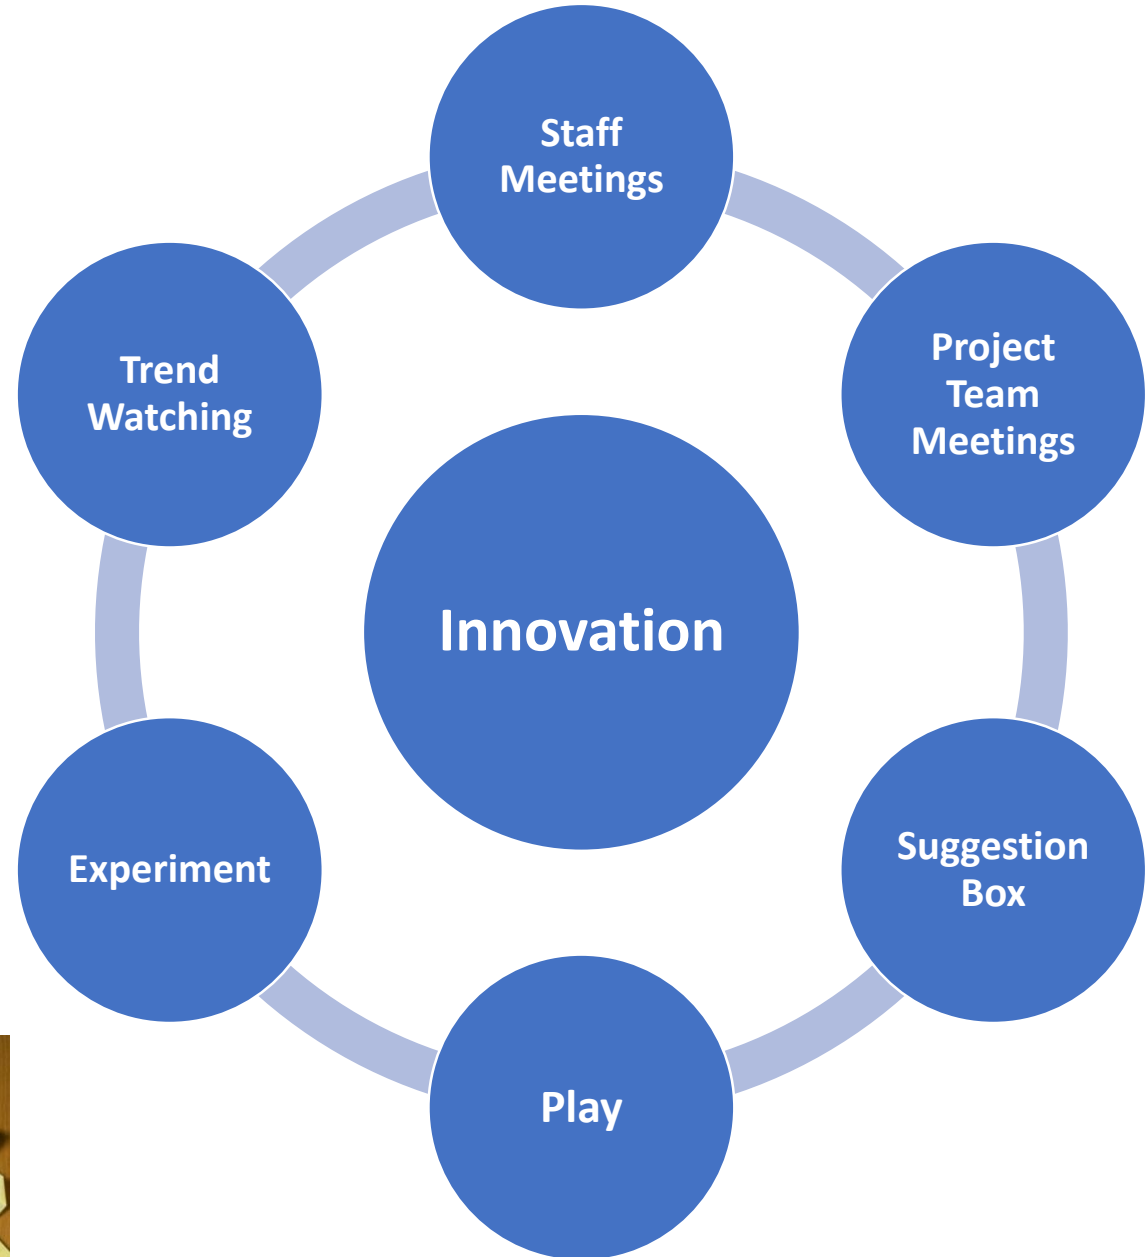 Staff
Meetings
Project
Team
Meetings
Suggestion
Box
Play
Experiment
Trend
Watching
Innovation